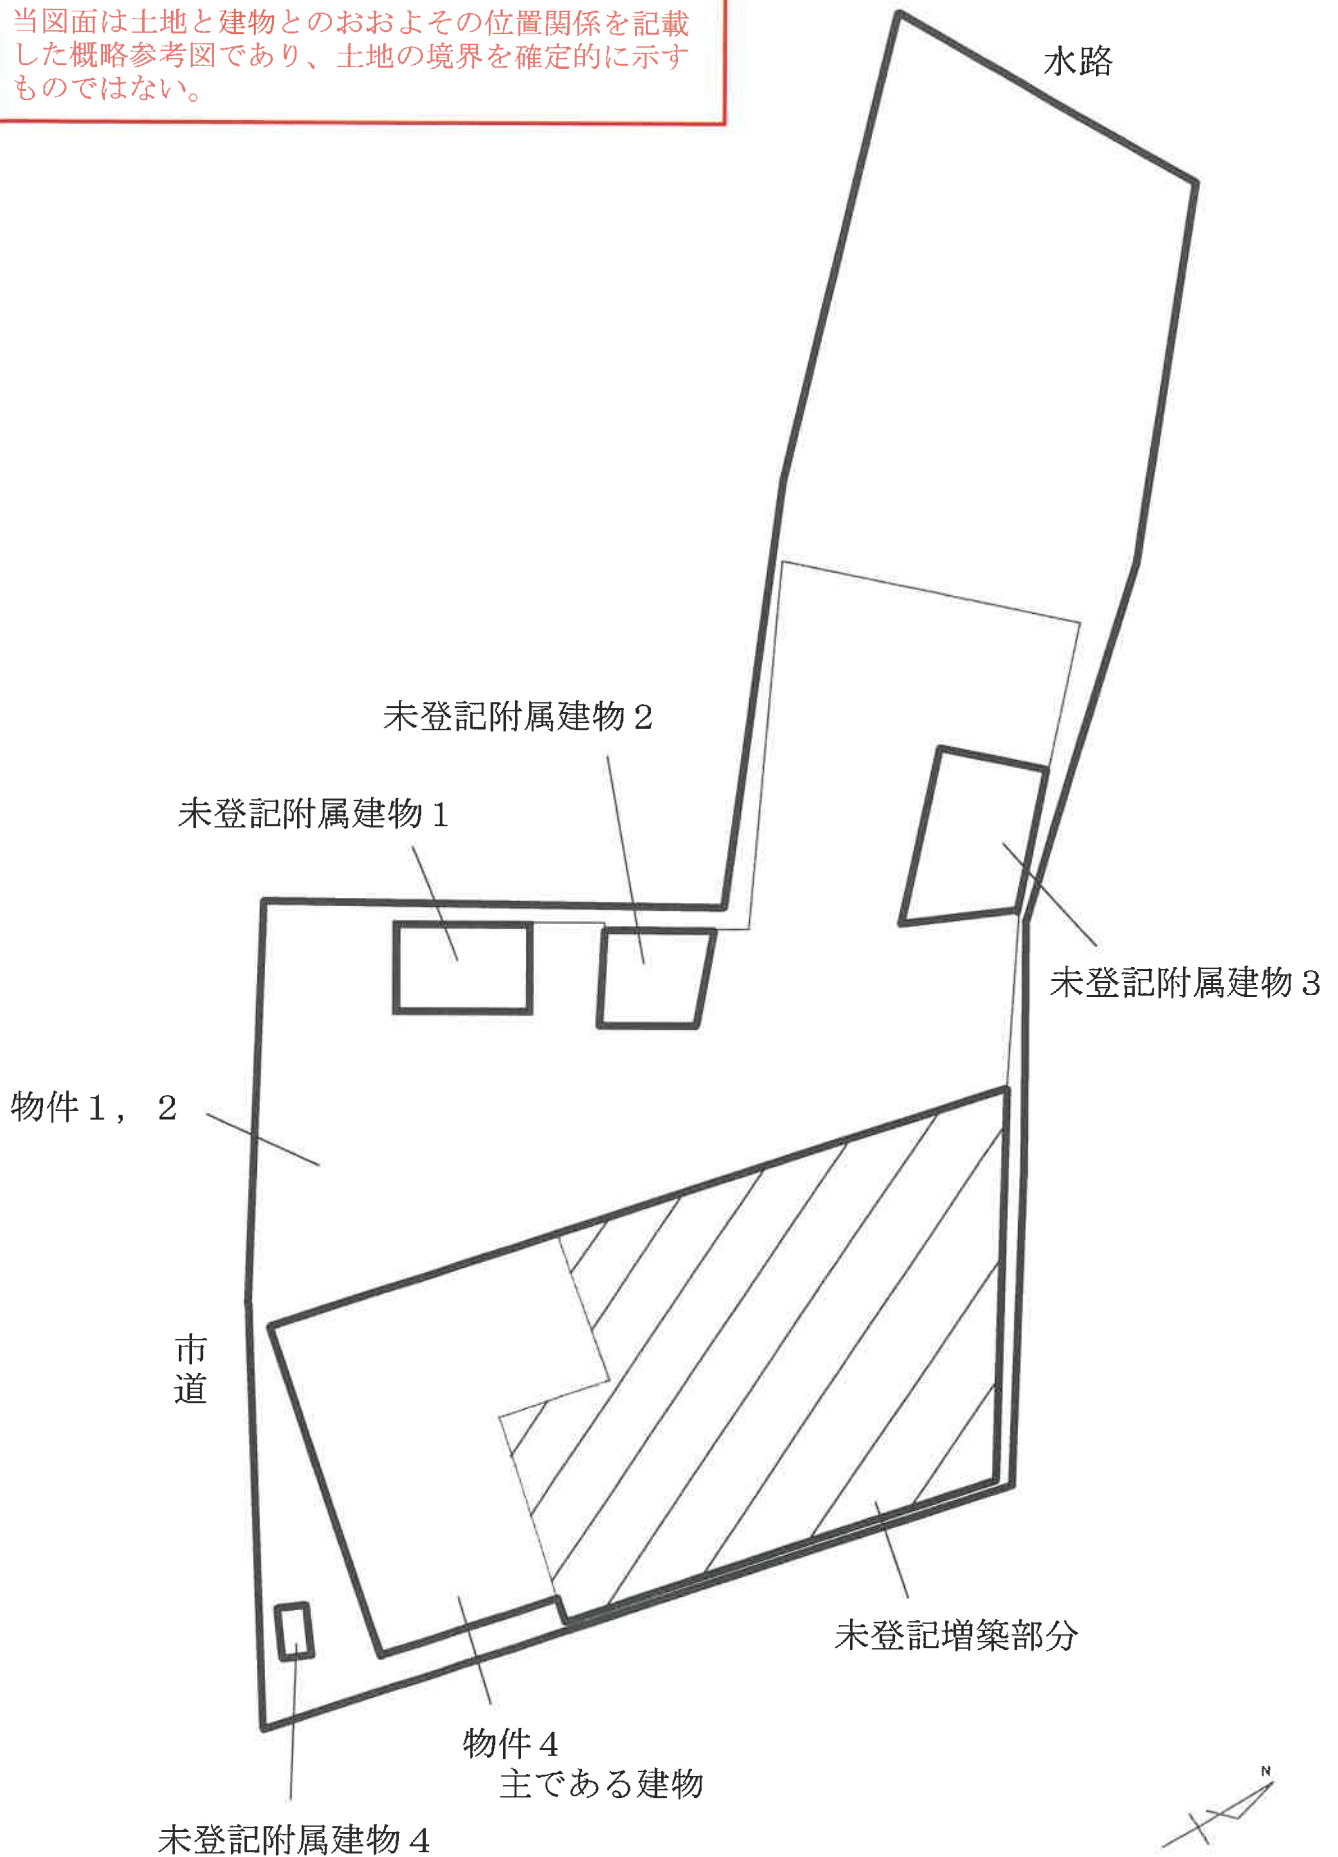 当図面は土地と建物とのおおよその位置関係を記載
した概略参考図であり、土地の境界を確定的に示す
ものではない。
水路
未登記附属建物２
未登記附属建物１
未登記附属建物３
物件１，２
市道
未登記増築部分
物件４
主である建物
N
未登記附属建物４